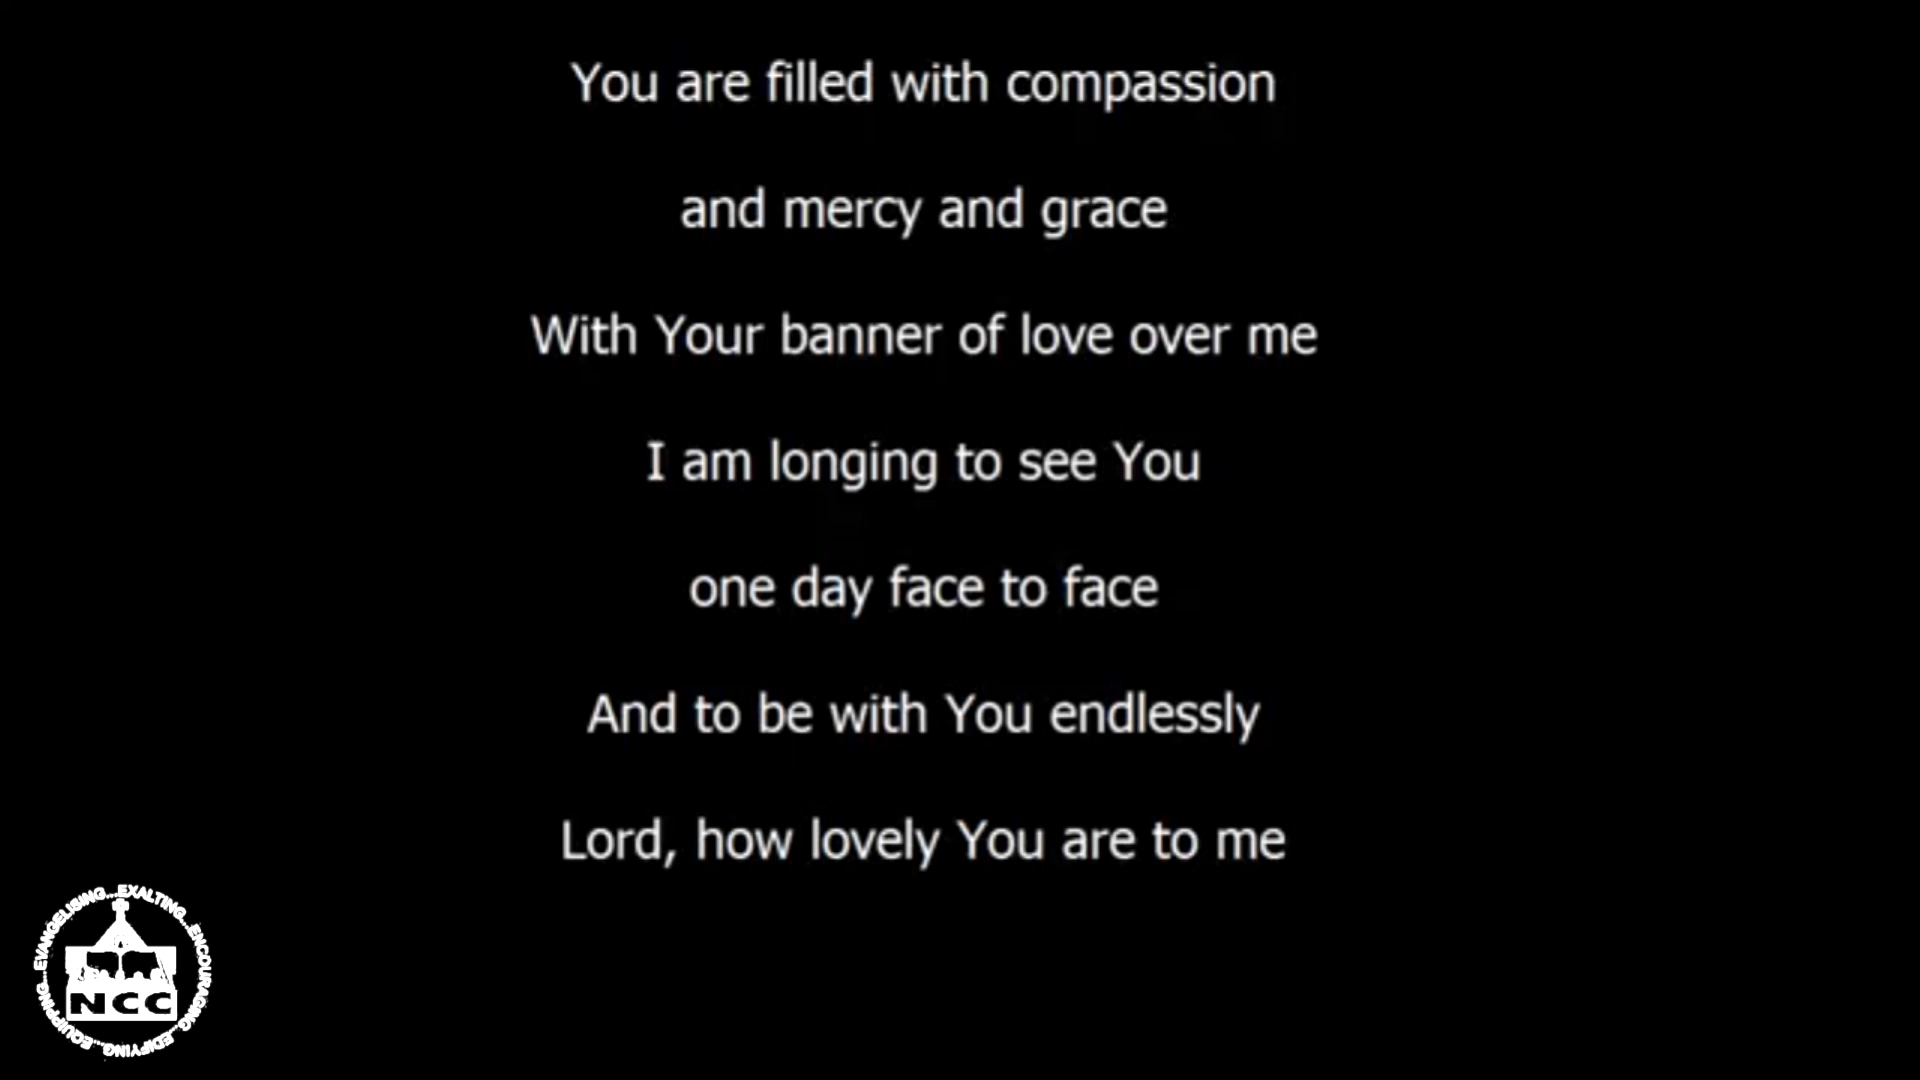 You are filled with compassion
and mercy and grace
With Your banner of love over me
I am longing to see You
one day face to face
And to be with You endlessly
Lord, how lovely You are to me
EVANGELISING...EXALTING...ENCOURAGING...EDIFYING...EQUIPPING...
NCC